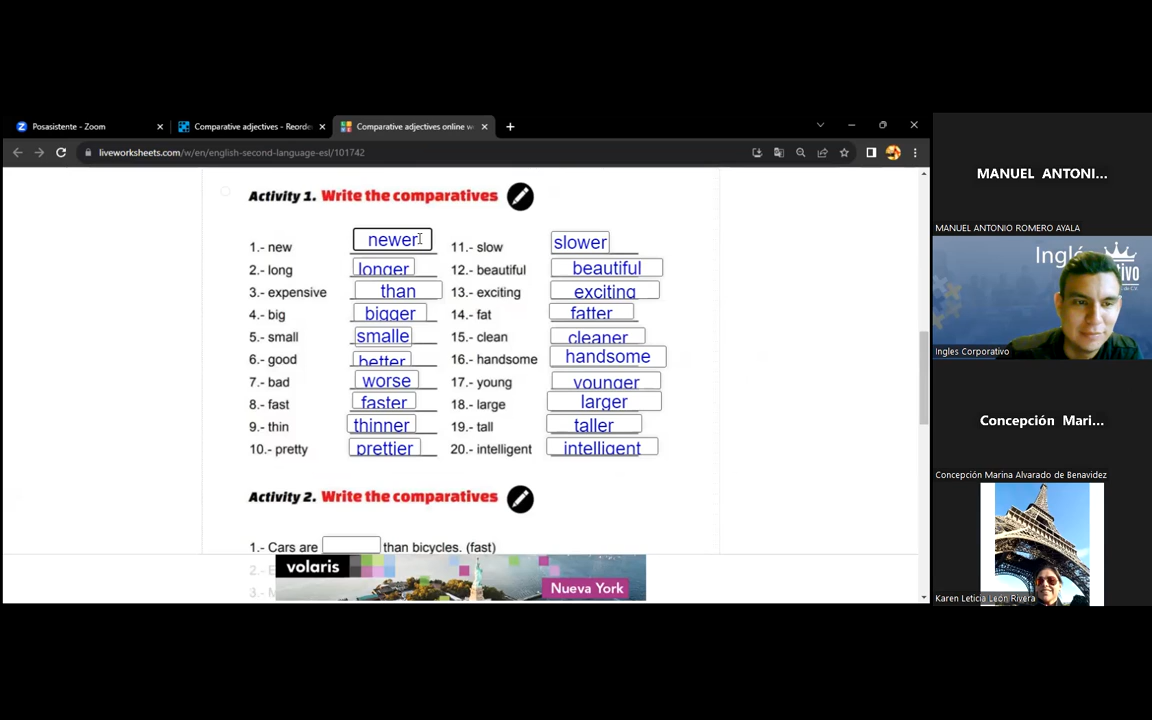 Posasistente - Zoom
Comparative adjectives - Reorde
Comparative adjectives online w
liveworksheets.com/w/en/english-second-language-esl/101742
Activity 1. Write the comparatives
1.- new newer 11.- slow slower
2.- long longer 12.- beautiful beautiful
3.- expensive than 13.- exciting exciting
4.- big bigger 14.- fat fatter
5.- small smalle 15.- clean cleaner
6.- good better 16.- handsome handsome
7.- bad worse 17.- young younger
8.- fast faster 18.- large larger
9.- thin thinner 19.- tall taller
10.- pretty prettier 20.- intelligent intelligent
Activity 2. Write the comparatives
1.- Cars are than bicycles. (fast)
2.- E
3.- M
volaris
Nueva York
MANUEL ANTONI...
MANUEL ANTONIO ROMERO AYALA
Inglés
Ingles Corporativo
Concepción Mari...
Concepción Marina Alvarado de Benavidez
Karen Leticia León Rivera